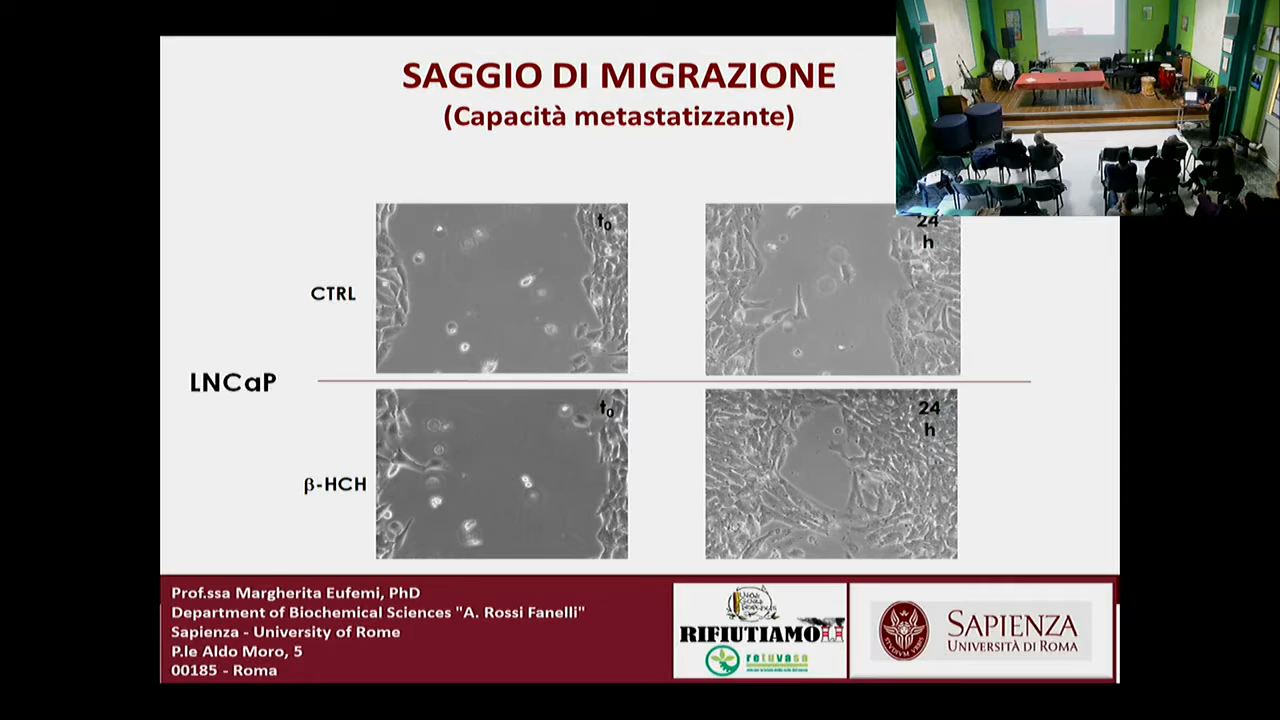 SAGGIO DI MIGRAZIONE
(Capacità metastatizzante)
t0
24
h
CTRL
LNCaP
t0
24
h
β-HCH
Prof.ssa Margherita Eufemi, PhD
Department of Biochemical Sciences "A. Rossi Fanelli"
Sapienza - University of Rome
P.le Aldo Moro, 5
00185 - Roma
RIFIUTIAMOLI
retuvasa
SAPIENZA
UNIVERSITÀ DI ROMA